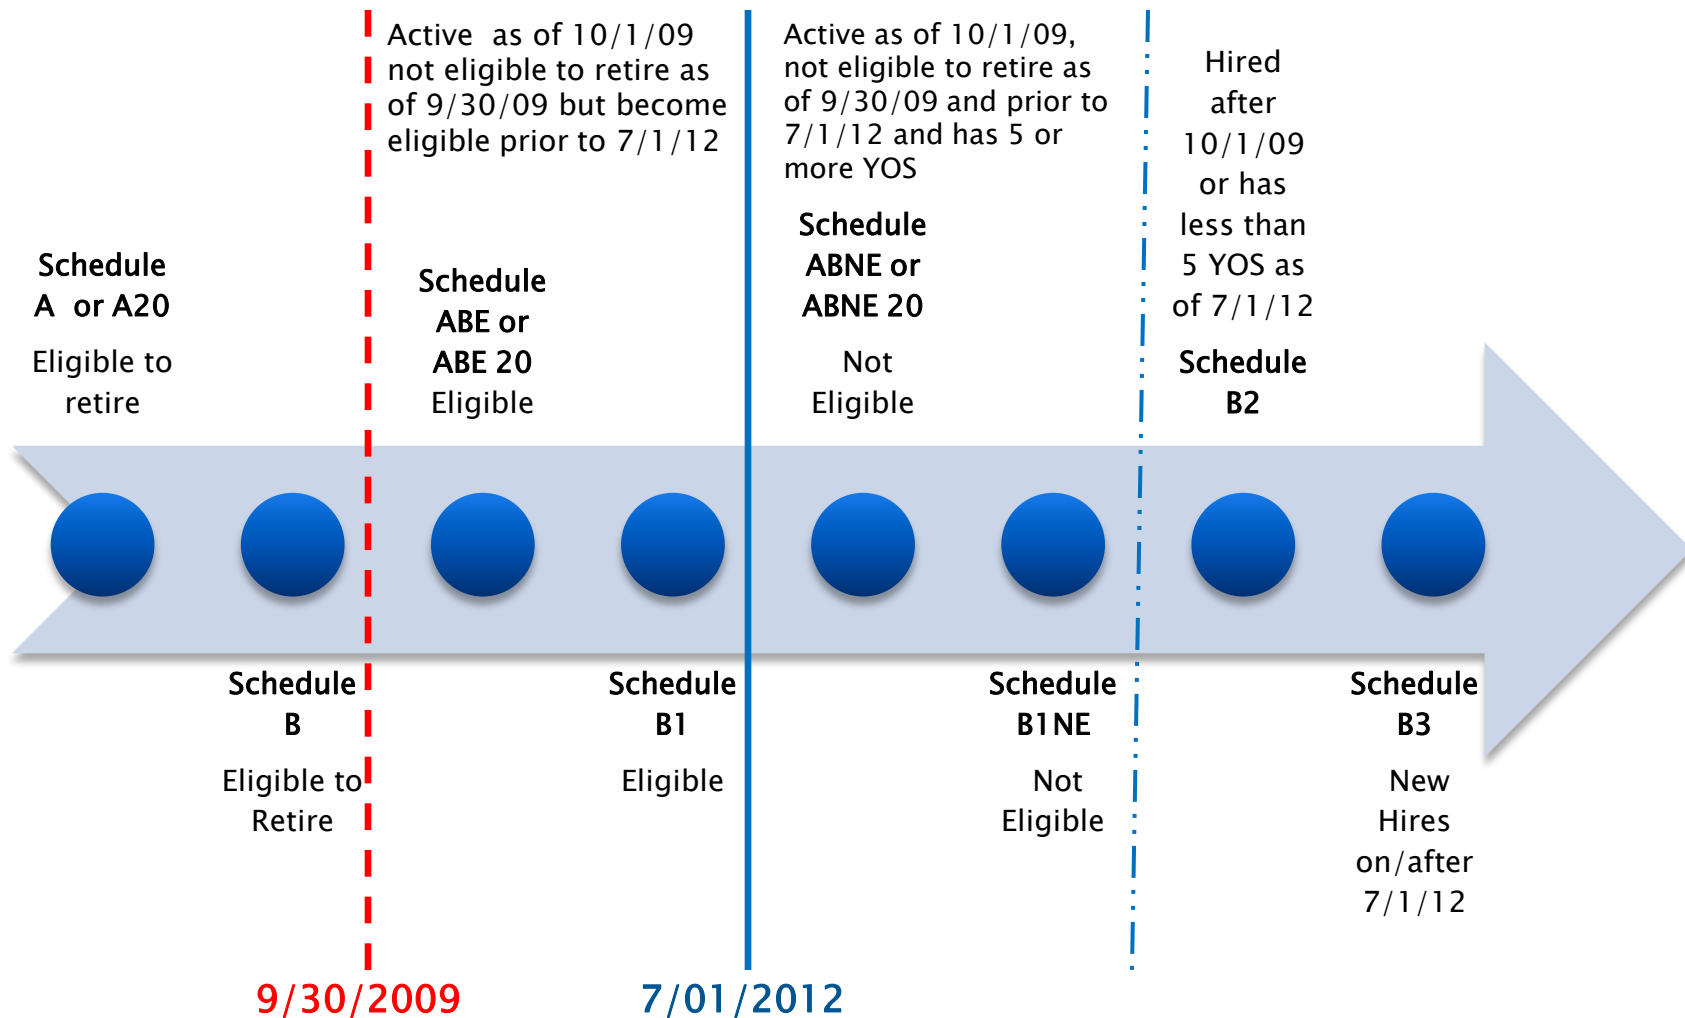 Active as of 10/1/09
not eligible to retire as
of 9/30/09 but become
eligible prior to 7/1/12
Active as of 10/1/09,
not eligible to retire as
of 9/30/09 and prior to
7/1/12 and has 5 or
more YOS
Hired
after
10/1/09
or has
less than
5 YOS as
of 7/1/12
Schedule
A or A20
Eligible to
retire
Schedule
ABE or
ABE 20
Eligible
Schedule
ABNE or
ABNE 20
Not
Eligible
Schedule
B2
Schedule
B
Eligible to
Retire
Schedule
B1
Eligible
Schedule
B1NE
Not
Eligible
Schedule
B3
New
Hires
on/after
7/1/12
9/30/2009
7/01/2012